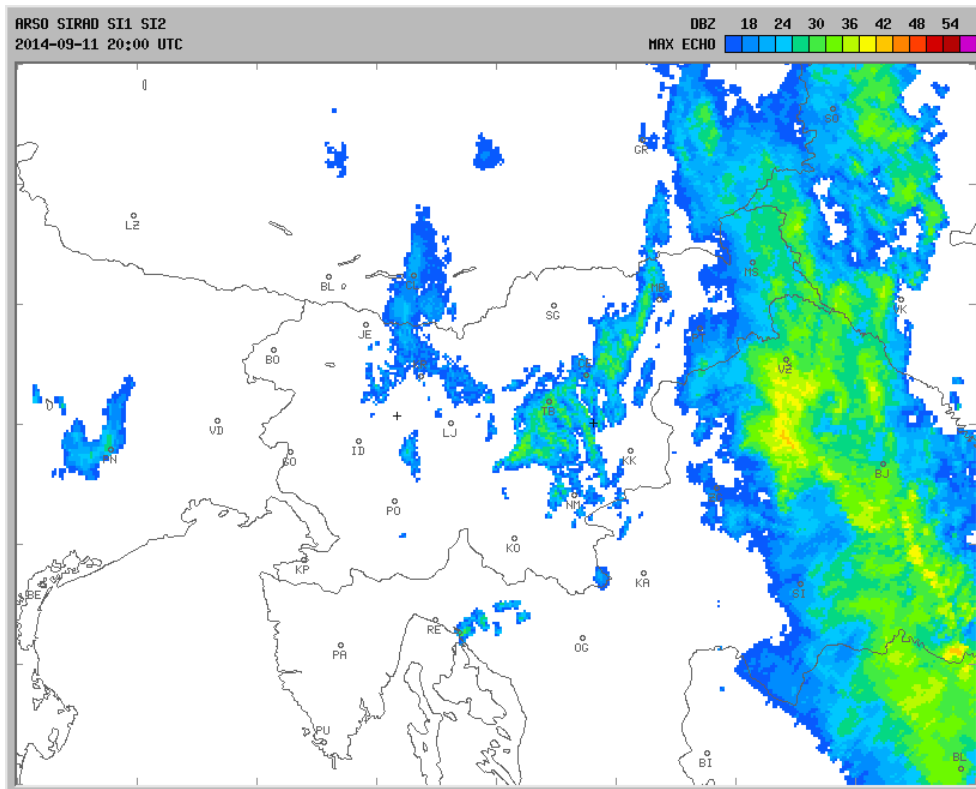 ARSO SIRAD SI1 SI2
DBZ 18 24 30 36 42 48 54
2014-09-11 20:00 UTC
MAX ECHO
SO
GR
LZ
MS
BL
MB
VK
SG
JE
BO
VZ
TB
VD
LJ
ID
GO
KK
BJ
NM
PO
KO
KP
KA
BE
SI
RE
OG
PA
PU
BI
BL